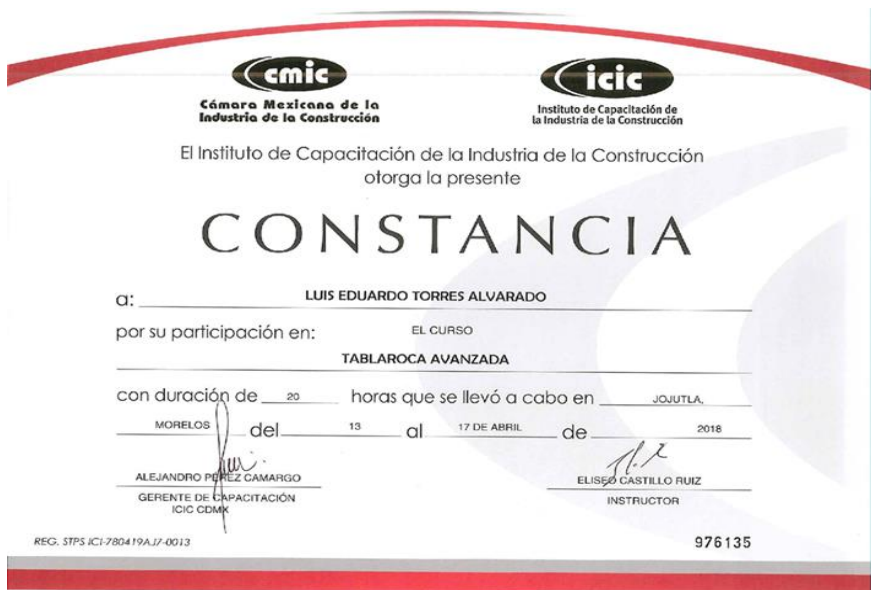 cmic
Cámara Mexicana de la
Industria de la Construcción
icic
Instituto de Capacitación de
la Industria de la Construcción
El Instituto de Capacitación de la Industria de la Construcción
otorga la presente
CONSTANCIA
a: LUIS EDUARDO TORRES ALVARADO
por su participación en: EL CURSO
TABLAROCA AVANZADA
con duración de 20 horas que se llevó a cabo en JOJUTLA,
MORELOS del 13 al 17 DE ABRIL de 2018
ALEJANDRO PÉREZ CAMARGO
GERENTE DE CAPACITACIÓN
ICIC CDMX
ELISEO CASTILLO RUIZ
INSTRUCTOR
REG. STPS ICI-780419AJ7-0013
976135